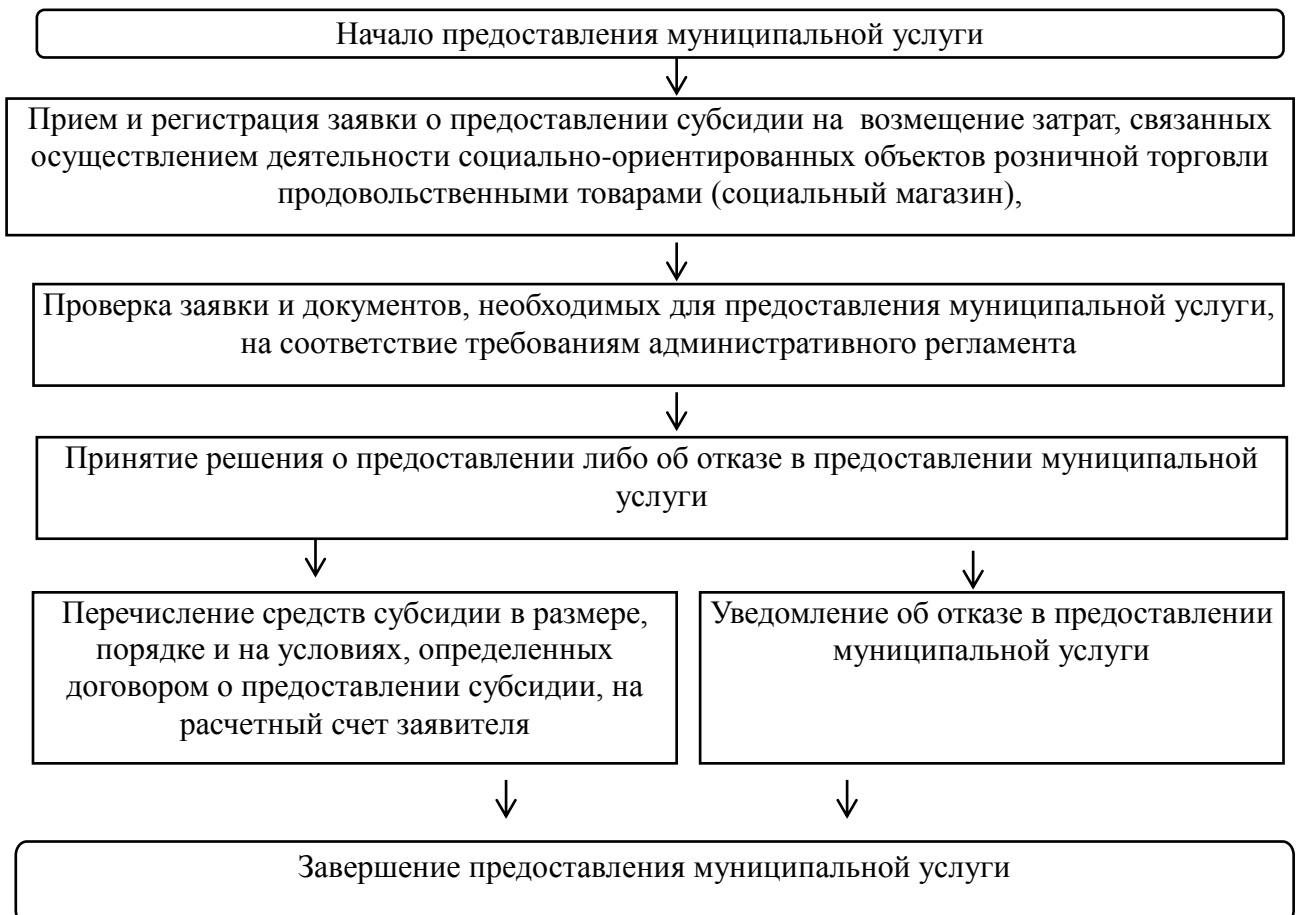 Начало предоставления муниципальной услуги
Прием и регистрация заявки о предоставлении субсидии на  возмещение затрат, связанных
осуществлением деятельности социально-ориентированных объектов розничной торговли
продовольственными товарами (социальный магазин),
Проверка заявки и документов, необходимых для предоставления муниципальной услуги,
на соответствие требованиям административного регламента
Принятие решения о предоставлении либо об отказе в предоставлении муниципальной
услуги
Перечисление средств субсидии в размере,
порядке и на условиях, определенных
договором о предоставлении субсидии, на
расчетный счет заявителя
Уведомление об отказе в предоставлении
муниципальной услуги
Завершение предоставления муниципальной услуги